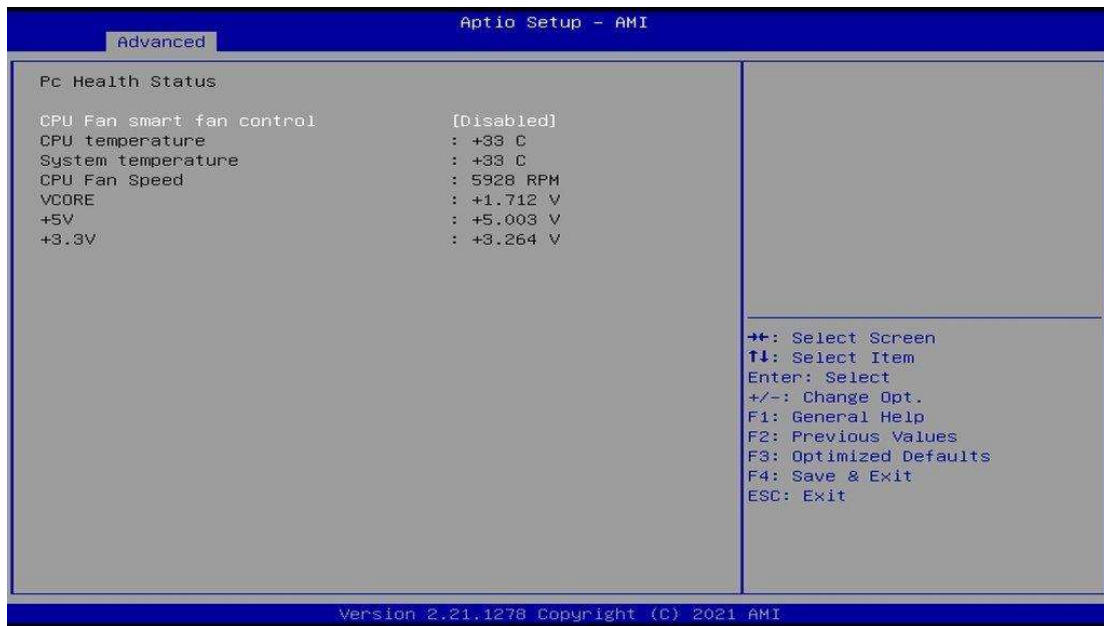 Aptio Setup - AMI
Advanced
Pc Health Status
CPU Fan smart fan control [Disabled]
CPU temperature : +33 C
System temperature : +33 C
CPU Fan Speed : 5928 RPM
VCORE : +1.712 V
+5V : +5.003 V
+3.3V : +3.264 V
→←: Select Screen
↑↓: Select Item
Enter: Select
+/-: Change Opt.
F1: General Help
F2: Previous Values
F3: Optimized Defaults
F4: Save & Exit
ESC: Exit
Version 2.21.1278 Copyright (C) 2021 AMI